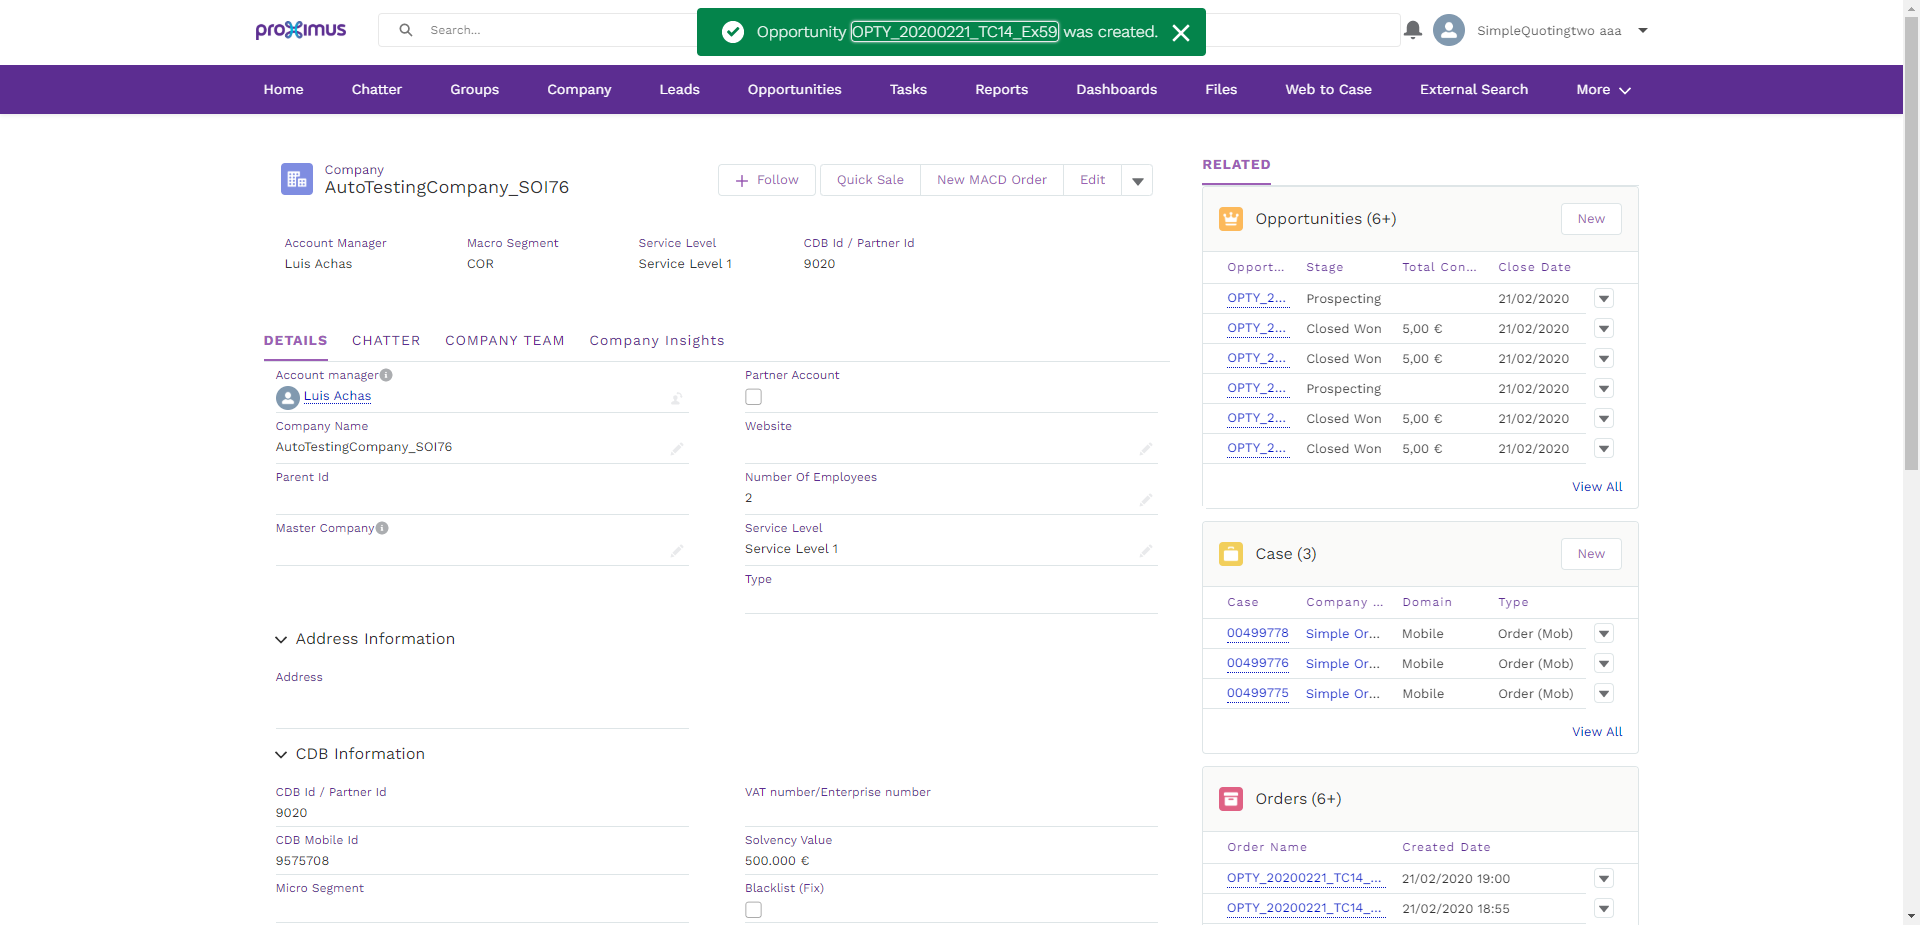 proximus
Search...
Opportunity OPTY_20200221_TC14_Ex59 was created.
SimpleQuotingtwo aaa
Home Chatter Groups Company Leads Opportunities Tasks Reports Dashboards Files Web to Case External Search More
Company
AutoTestingCompany_SOI76
Follow Quick Sale New MACD Order Edit
Account Manager Macro Segment Service Level CDB Id / Partner Id
Luis Achas COR Service Level 1 9020
DETAILS CHATTER COMPANY TEAM Company Insights
Account manager Partner Account
Luis Achas
Company Name Website
AutoTestingCompany_SOI76
Parent Id Number Of Employees
2
Master Company Service Level
Service Level 1
Type
Address Information
Address
CDB Information
CDB Id / Partner Id VAT number/Enterprise number
9020
CDB Mobile Id Solvency Value
9575708 500.000 €
Micro Segment Blacklist (Fix)
RELATED
Opportunities (6+) New
Opport... Stage Total Con... Close Date
OPTY_2... Prospecting 21/02/2020
OPTY_2... Closed Won 5,00 € 21/02/2020
OPTY_2... Closed Won 5,00 € 21/02/2020
OPTY_2... Prospecting 21/02/2020
OPTY_2... Closed Won 5,00 € 21/02/2020
OPTY_2... Closed Won 5,00 € 21/02/2020
View All
Case (3) New
Case Company ... Domain Type
00499778 Simple Or... Mobile Order (Mob)
00499776 Simple Or... Mobile Order (Mob)
00499775 Simple Or... Mobile Order (Mob)
View All
Orders (6+)
Order Name Created Date
OPTY_20200221_TC14_... 21/02/2020 19:00
OPTY_20200221_TC14_... 21/02/2020 18:55